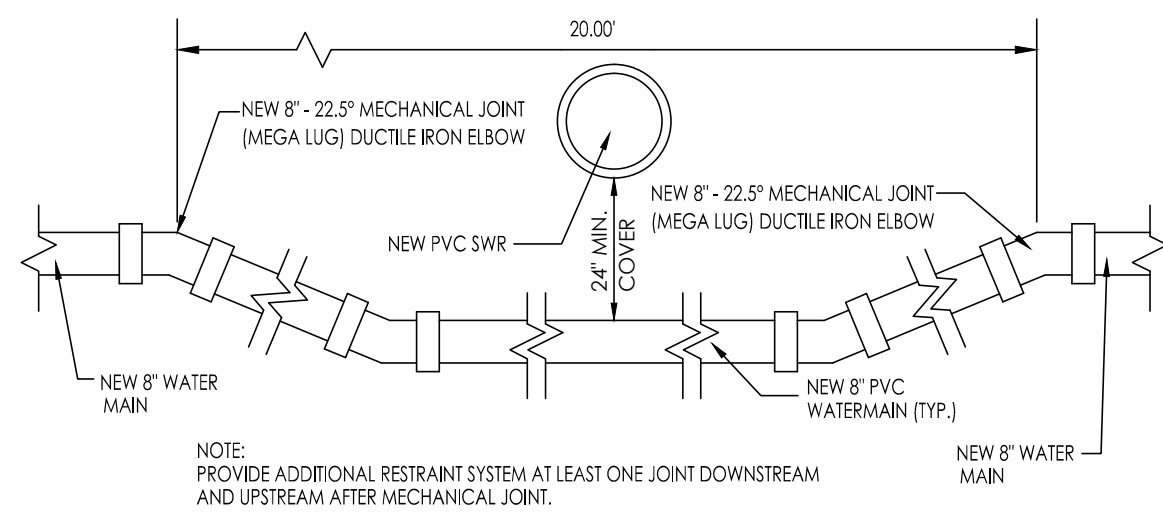 20.00'
NEW 8" - 22.5° MECHANICAL JOINT
(MEGA LUG) DUCTILE IRON ELBOW
NEW 8" - 22.5° MECHANICAL JOINT
(MEGA LUG) DUCTILE IRON ELBOW
NEW PVC SWR
24" MIN.
COVER
NEW 8" WATER
MAIN
NEW 8" PVC
WATERMAIN (TYP.)
NEW 8" WATER
MAIN
NOTE:
PROVIDE ADDITIONAL RESTRAINT SYSTEM AT LEAST ONE JOINT DOWNSTREAM
AND UPSTREAM AFTER MECHANICAL JOINT.